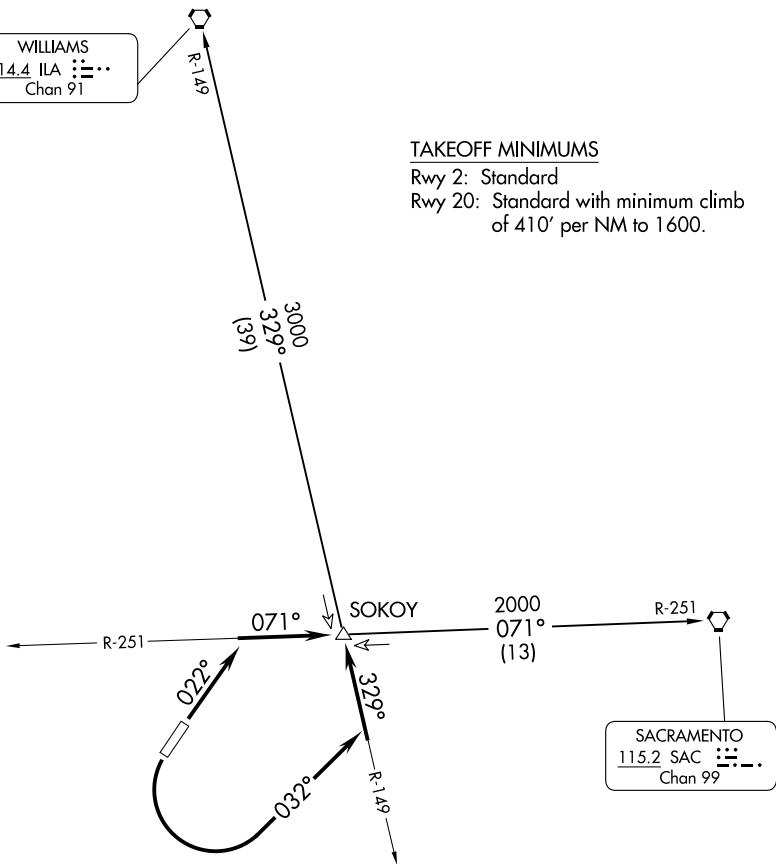 WILLIAMS
14.4 ILA
Chan 91
R-149
TAKEOFF MINIMUMS
Rwy 2: Standard
Rwy 20: Standard with minimum climb
of 410' per NM to 1600.
3000
329°
(39)
SOKOY
2000
071°
(13)
R-251
071°
R-251
022°
329°
032°
R-149
SACRAMENTO
115.2 SAC
Chan 99